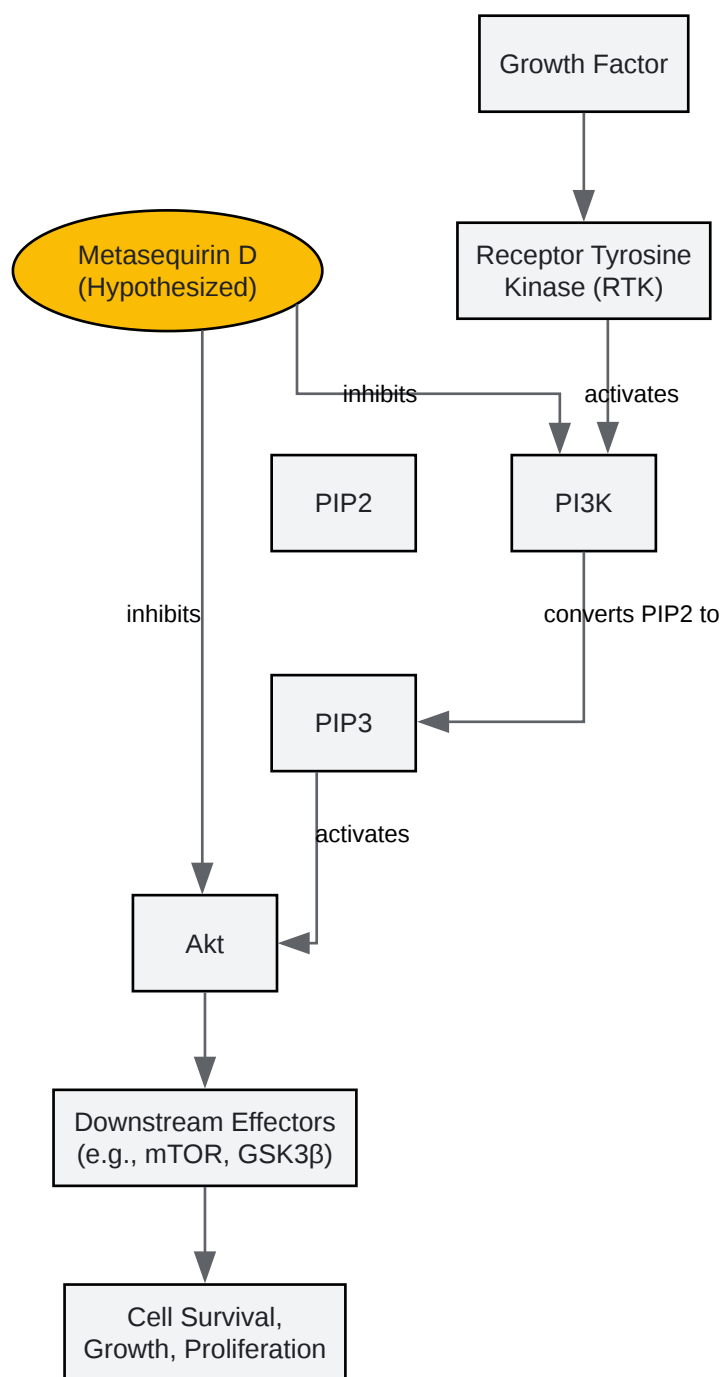 Growth Factor
Metasequirin D
(Hypothesized)
Receptor Tyrosine
Kinase (RTK)
inhibits
activates
PIP2
PI3K
inhibits
converts PIP2 to
PIP3
activates
Akt
Downstream Effectors
(e.g., mTOR, GSK3β)
Cell Survival,
Growth, Proliferation